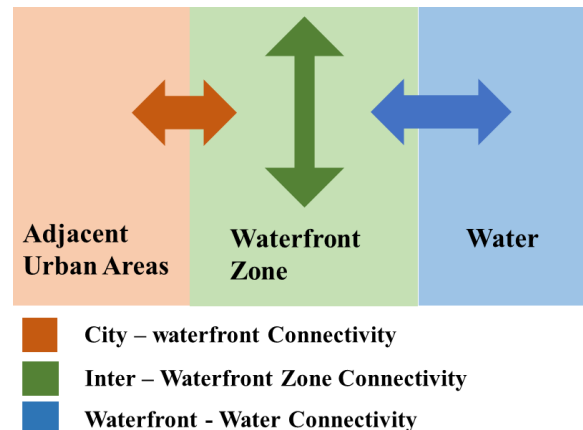 Adjacent
Urban Areas
Waterfront
Zone
Water
City – waterfront Connectivity
Inter – Waterfront Zone Connectivity
Waterfront - Water Connectivity